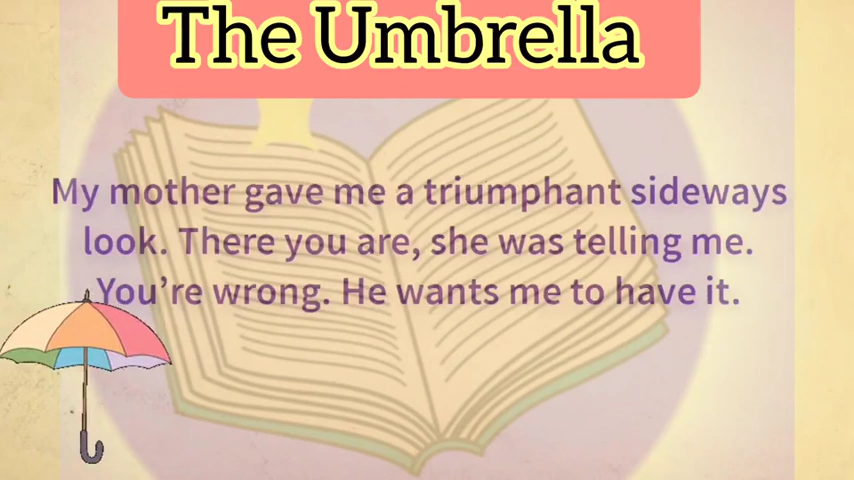 The Umbrella
My mother gave me a triumphant sideways
look. There you are, she was telling me.
You’re wrong. He wants me to have it.